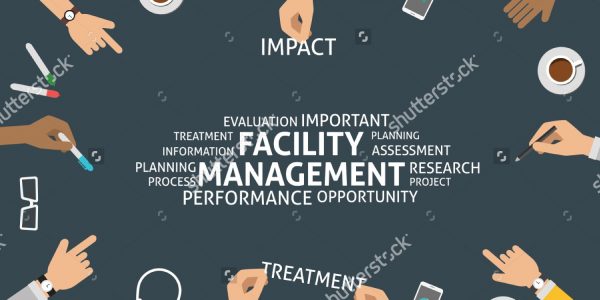 IMPACT
EVALUATION IMPORTANT
TREATMENT FACILITY PLANNING
INFORMATION ASSESSMENT
PLANNING MANAGEMENT RESEARCH
PROCESS PROJECT
PERFORMANCE OPPORTUNITY
TREATMENT
shutterstock
shutterstock
shutterstock
shutterstock